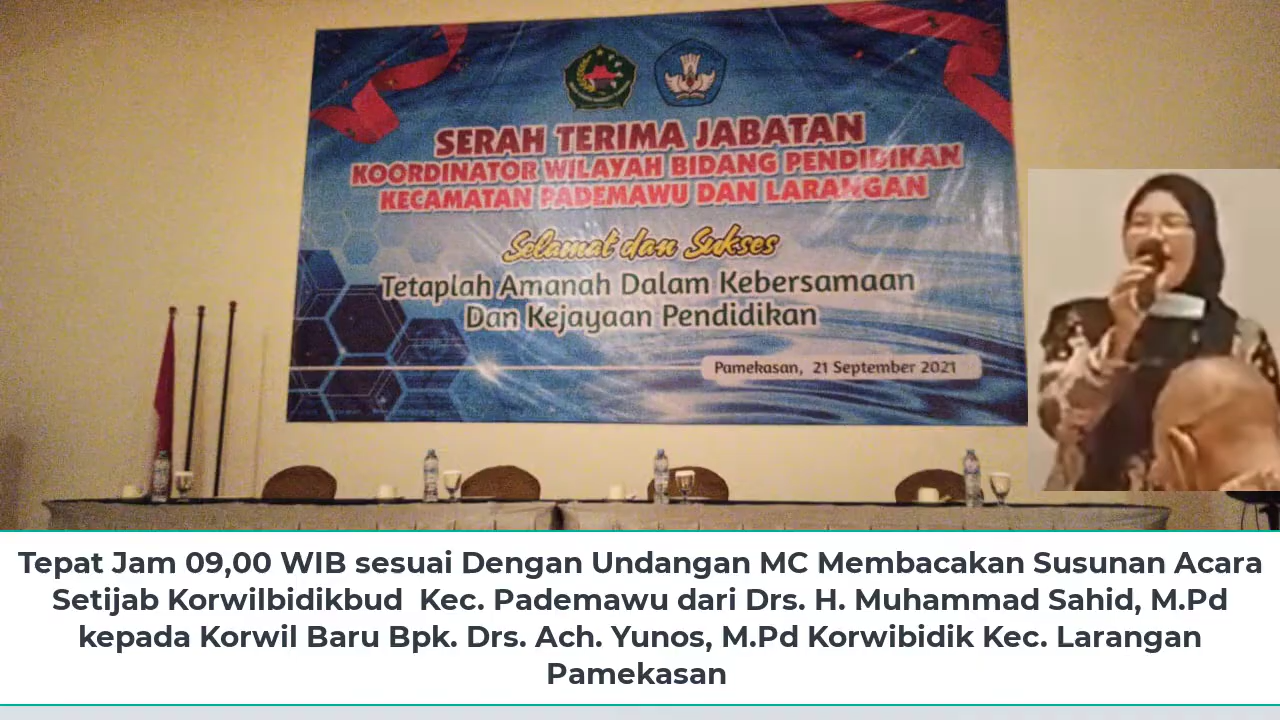 SERAH TERIMA JABATAN
KOORDINATOR WILAYAH BIDANG PENDIDIKAN
KECAMATAN PADEMAWU DAN LARANGAN
Selamat dan Sukses
Tetaplah Amanah Dalam Kebersamaan
Dan Kejayaan Pendidikan
Pamekasan, 21 September 2021
Tepat Jam 09,00 WIB sesuai Dengan Undangan MC Membacakan Susunan Acara
Setijab Korwilbidikbud Kec. Pademawu dari Drs. H. Muhammad Sahid, M.Pd
kepada Korwil Baru Bpk. Drs. Ach. Yunos, M.Pd Korwibidik Kec. Larangan
Pamekasan